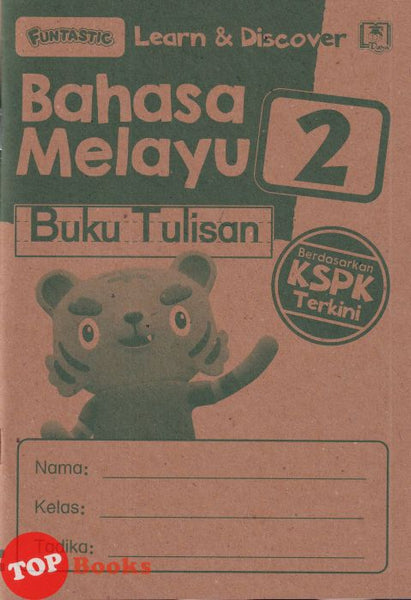 FUNTASTIC Learn & Discover
Bahasa
Melayu 2
Buku Tulisan
Berdasarkan
KSPK
Terkini
Nama:
Kelas:
Tadika:
TOP Books